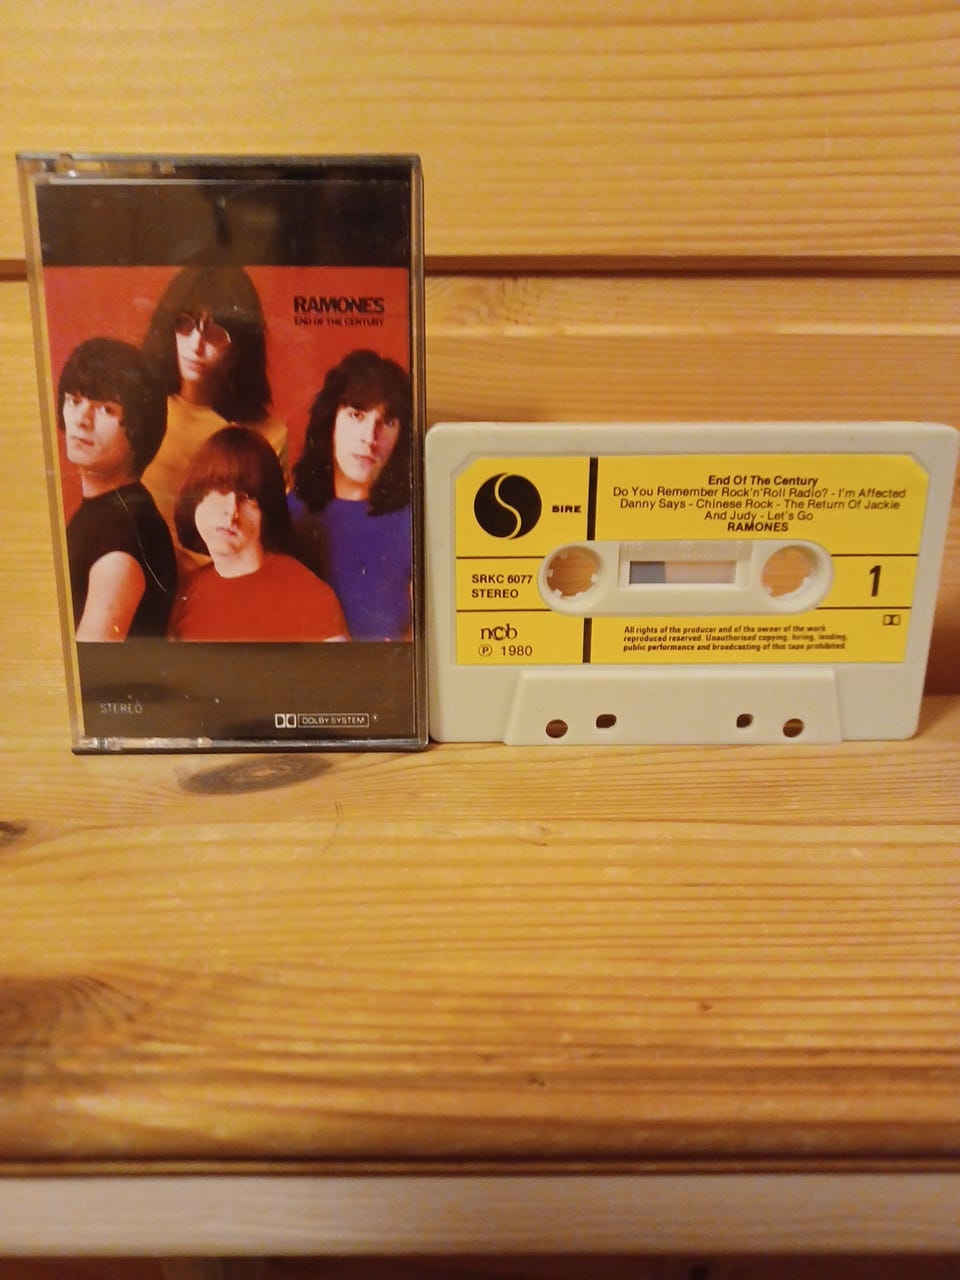 RAMONES
END OF THE CENTURY
STEREO
DOLBY SYSTEM
SIRE
End Of The Century
Do You Remember Rock'n'Roll Radio? - I'm Affected
Danny Says - Chinese Rock - The Return Of Jackie
And Judy - Let's Go
RAMONES
100 50
SRKC 6077
STEREO
1
ncb
Ⓟ 1980
All rights of the producer and of the owner of the work
reproduced reserved. Unauthorised copying, hiring, lending,
public performance and broadcasting of this tape prohibited.